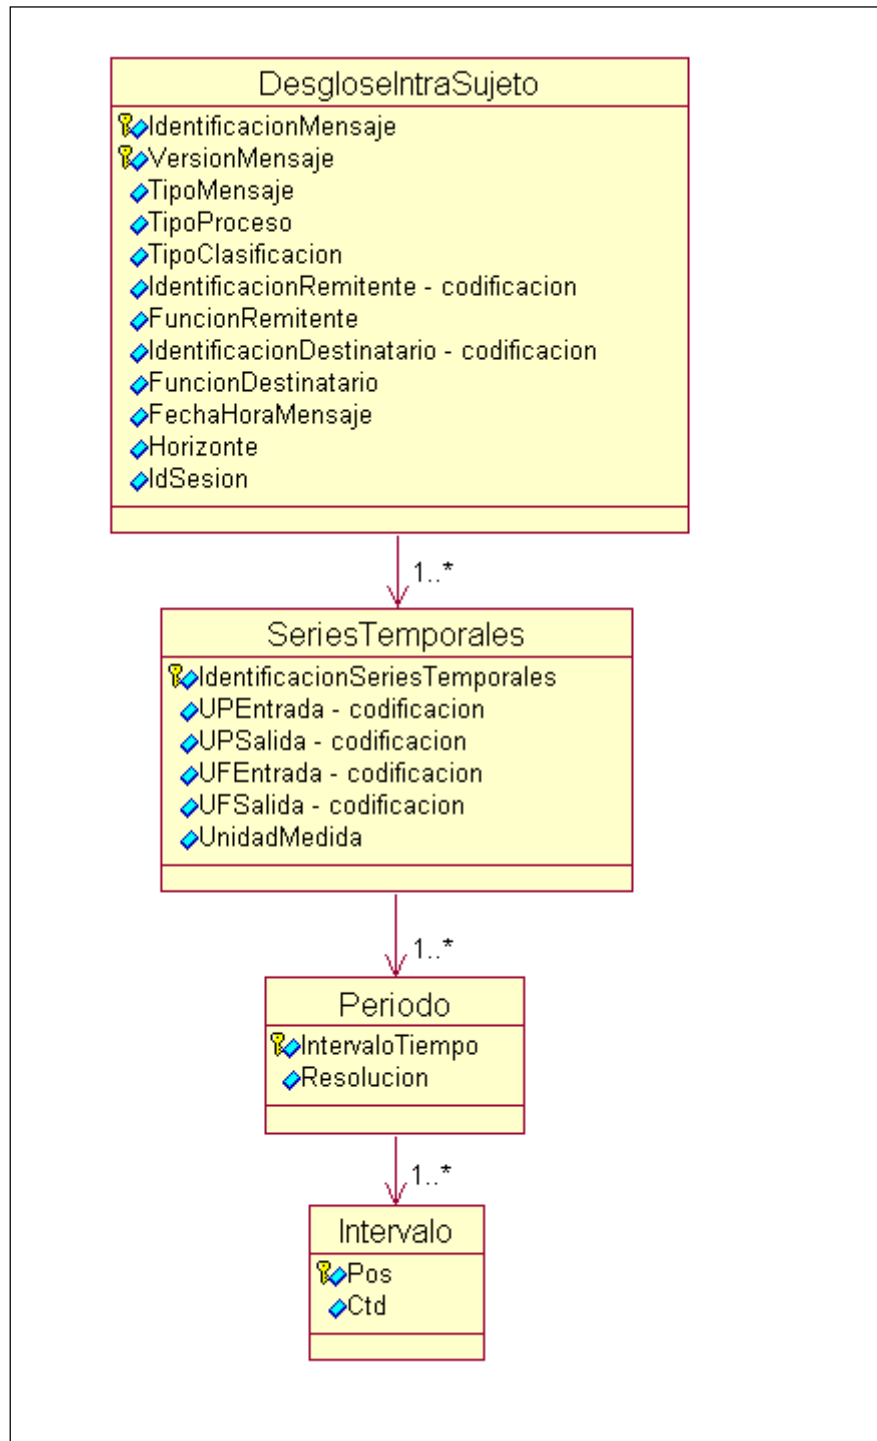 DesgloseIntraSujeto
IdentificacionMensaje
VersionMensaje
TipoMensaje
TipoProceso
TipoClasificacion
IdentificacionRemitente - codificacion
FuncionRemitente
IdentificacionDestinatario - codificacion
FuncionDestinatario
FechaHoraMensaje
Horizonte
IdSesion
1..*
SeriesTemporales
IdentificacionSeriesTemporales
UPEntrada - codificacion
UPSalida - codificacion
UFEntrada - codificacion
UFSalida - codificacion
UnidadMedida
1..*
Periodo
IntervaloTiempo
Resolucion
1..*
Intervalo
Pos
Ctd